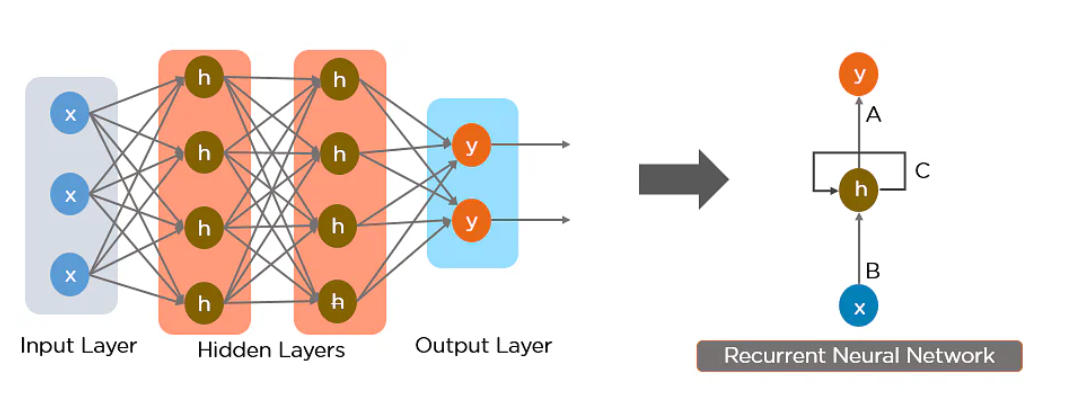 x
x
x
h
h
h
h
h
h
h
h
y
y
Input Layer
Hidden Layers
Output Layer
y
A
C
h
B
x
Recurrent Neural Network